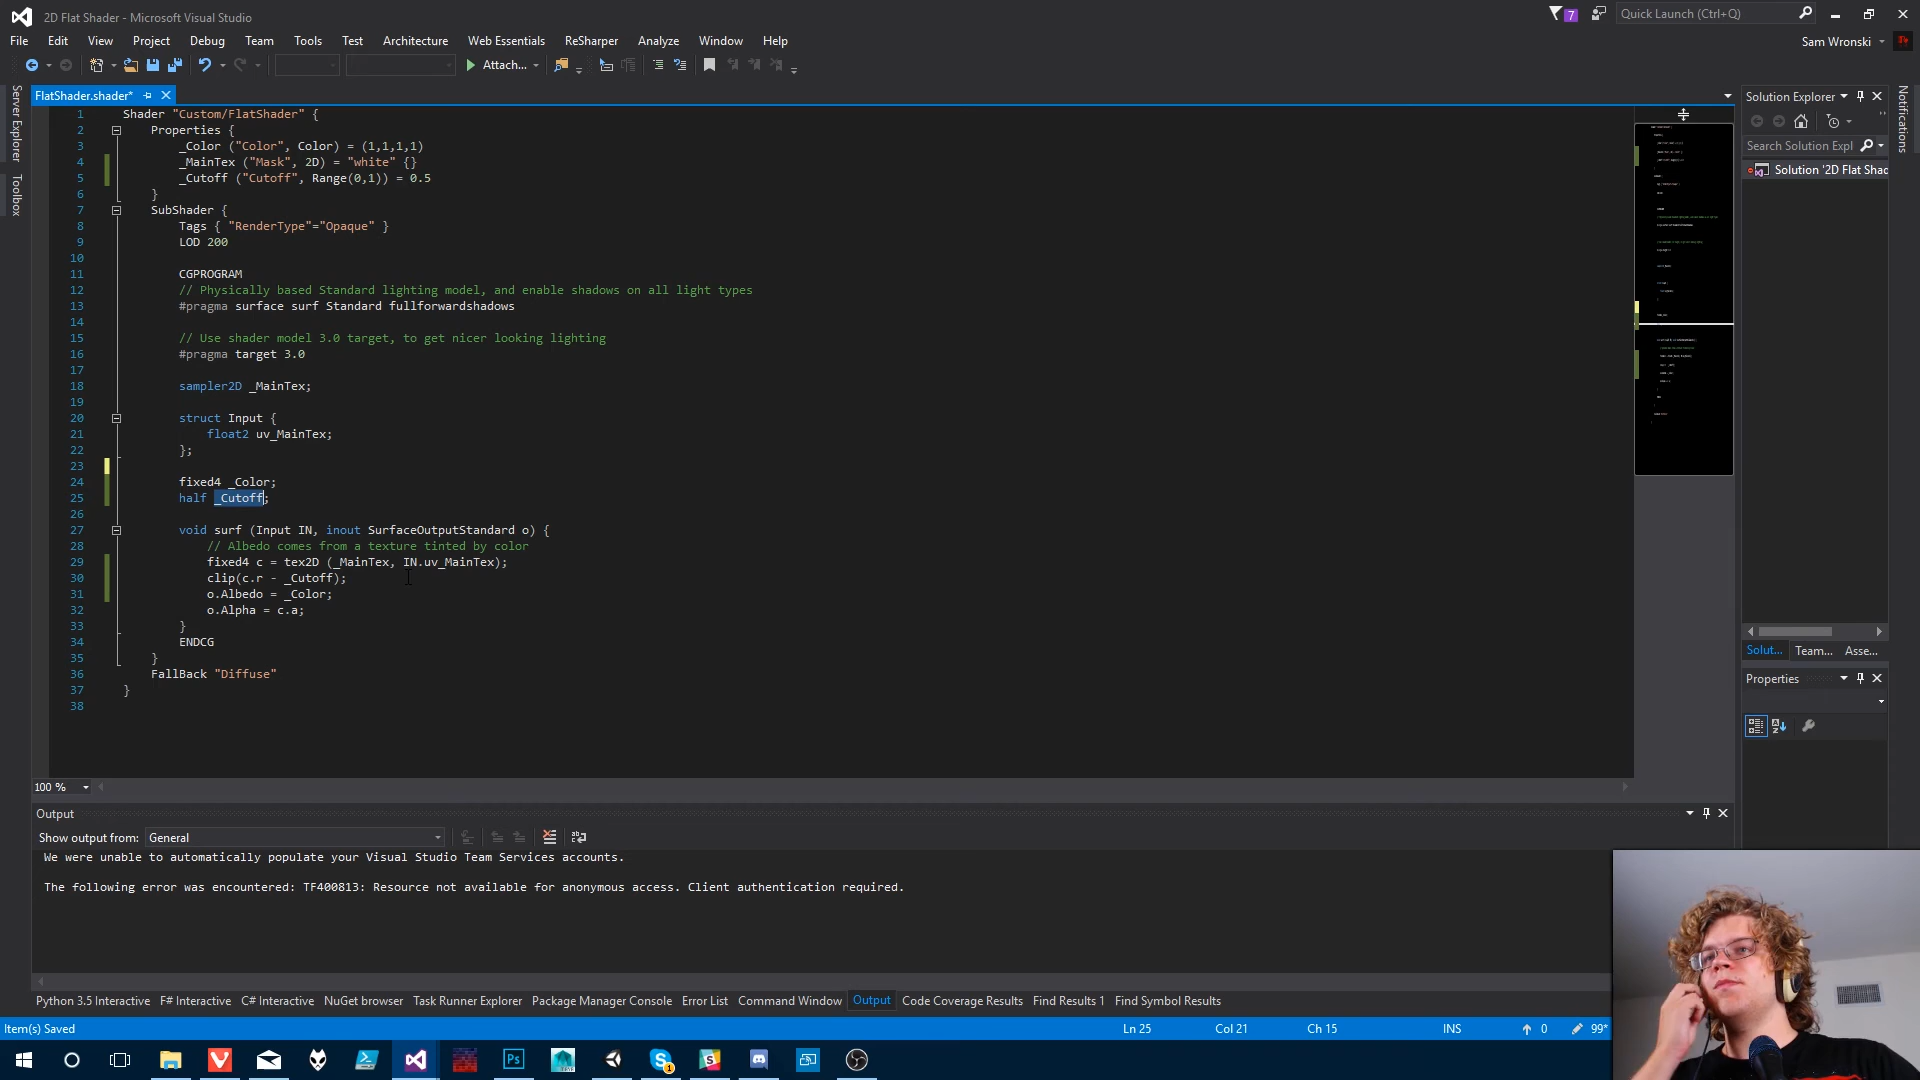 2D Flat Shader - Microsoft Visual Studio
7
Quick Launch (Ctrl+Q)
File Edit View Project Debug Team Tools Test Architecture Web Essentials ReSharper Analyze Window Help
Sam Wronski
Attach...
Server Explorer
Toolbox
FlatShader.shader*
1 Shader "Custom/FlatShader" {
2 Properties {
3 _Color ("Color", Color) = (1,1,1,1)
4 _MainTex ("Mask", 2D) = "white" {}
5 _Cutoff ("Cutoff", Range(0,1)) = 0.5
6 }
7 SubShader {
8 Tags { "RenderType"="Opaque" }
9 LOD 200
10
11 CGPROGRAM
12 // Physically based Standard lighting model, and enable shadows on all light types
13 #pragma surface surf Standard fullforwardshadows
14
15 // Use shader model 3.0 target, to get nicer looking lighting
16 #pragma target 3.0
17
18 sampler2D _MainTex;
19
20 struct Input {
21 float2 uv_MainTex;
22 };
23
24 fixed4 _Color;
25 half _Cutoff;
26
27 void surf (Input IN, inout SurfaceOutputStandard o) {
28 // Albedo comes from a texture tinted by color
29 fixed4 c = tex2D (_MainTex, IN.uv_MainTex);
30 clip(c.r - _Cutoff);
31 o.Albedo = _Color;
32 o.Alpha = c.a;
33 }
34 ENDCG
35 }
36 FallBack "Diffuse"
37 }
38
100 %
Solution Explorer
Search Solution Expl
Solution '2D Flat Shad
Solut... Team... Asse...
Properties
Notifications
Output
Show output from: General
We were unable to automatically populate your Visual Studio Team Services accounts.
The following error was encountered: TF400813: Resource not available for anonymous access. Client authentication required.
Python 3.5 Interactive F# Interactive C# Interactive NuGet browser Task Runner Explorer Package Manager Console Error List Command Window Output Code Coverage Results Find Results 1 Find Symbol Results
Item(s) Saved Ln 25 Col 21 Ch 15 INS 0 99*
Ps
1